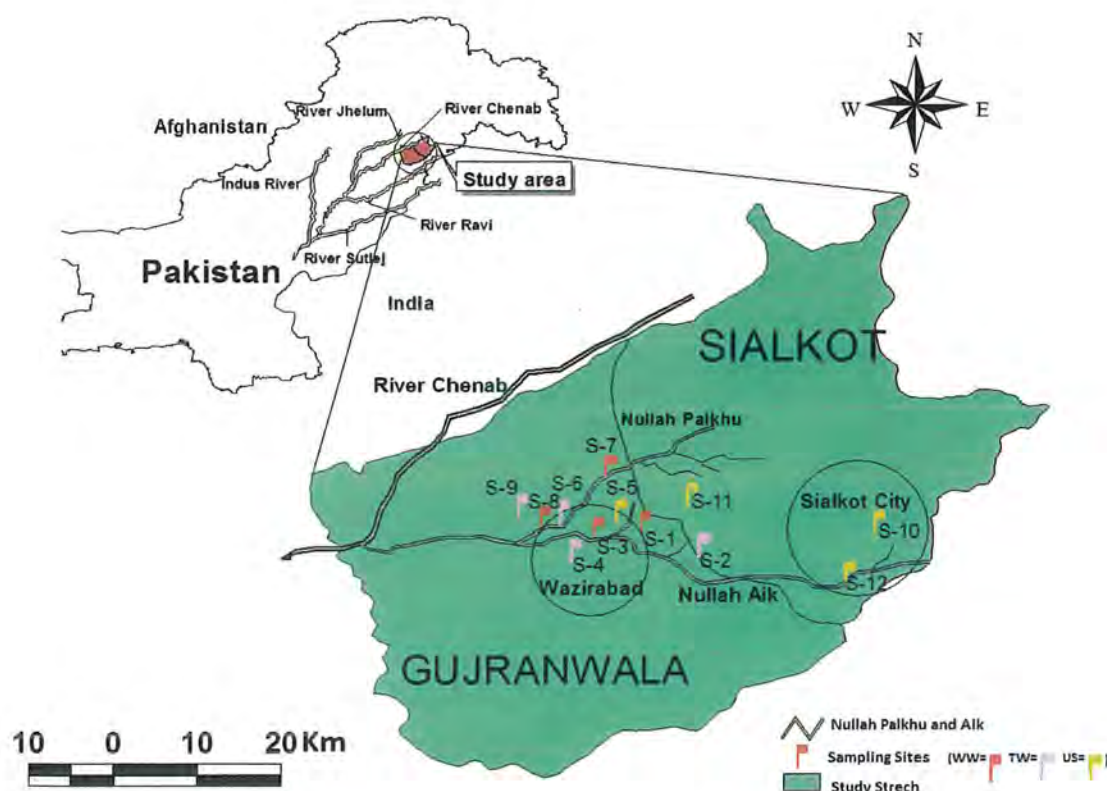 N
W E
S
River Jhelum
River Chenab
Afghanistan
Indus River
Study area
River Ravi
River Sutlej
Pakistan
India
SIALKOT
River Chenab
Nullah Palkhu
S-7
S-9
S-6
S-8
S-5
S-11
Sialkot City
S-10
S-3
S-1
S-4
S-2
S-12
Wazirabad
Nullah Aik
GUJRANWALA
10 0 10 20 Km
Nullah Palkhu and Aik
Sampling Sites (WW= TW= US= )
Study Strech